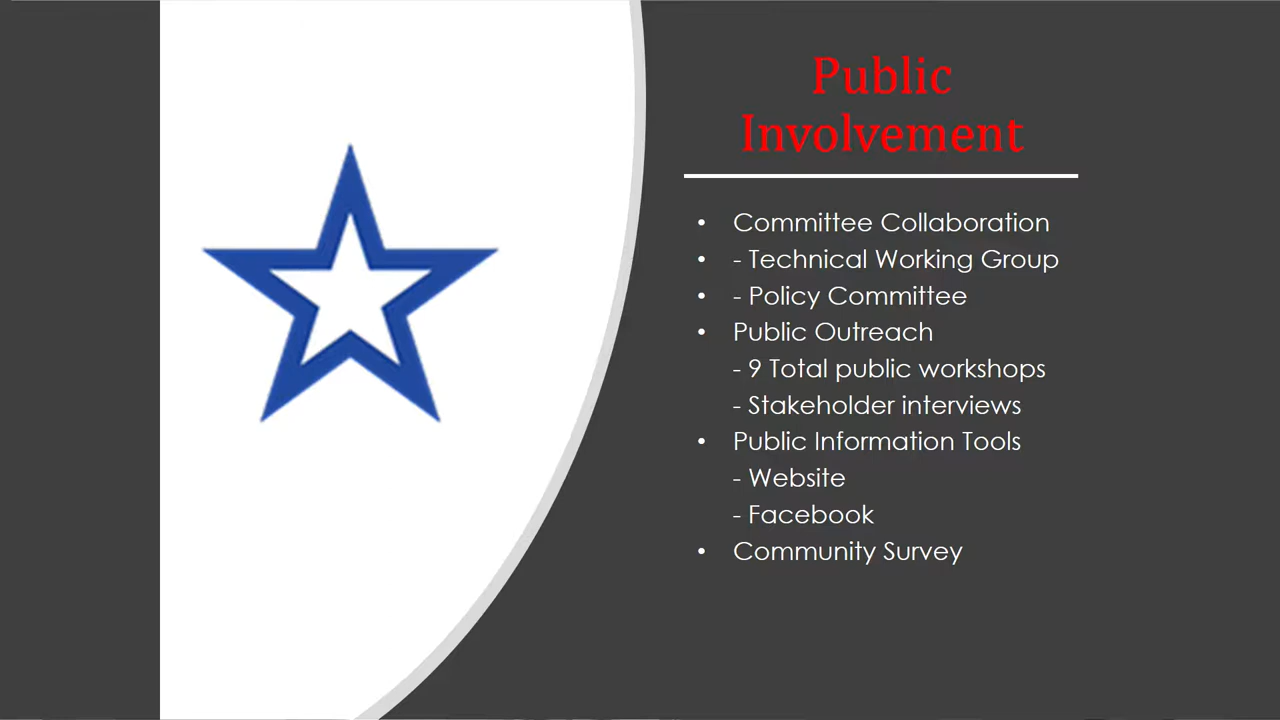 Public
Involvement
• Committee Collaboration
• - Technical Working Group
• - Policy Committee
• Public Outreach
- 9 Total public workshops
- Stakeholder interviews
• Public Information Tools
- Website
- Facebook
• Community Survey